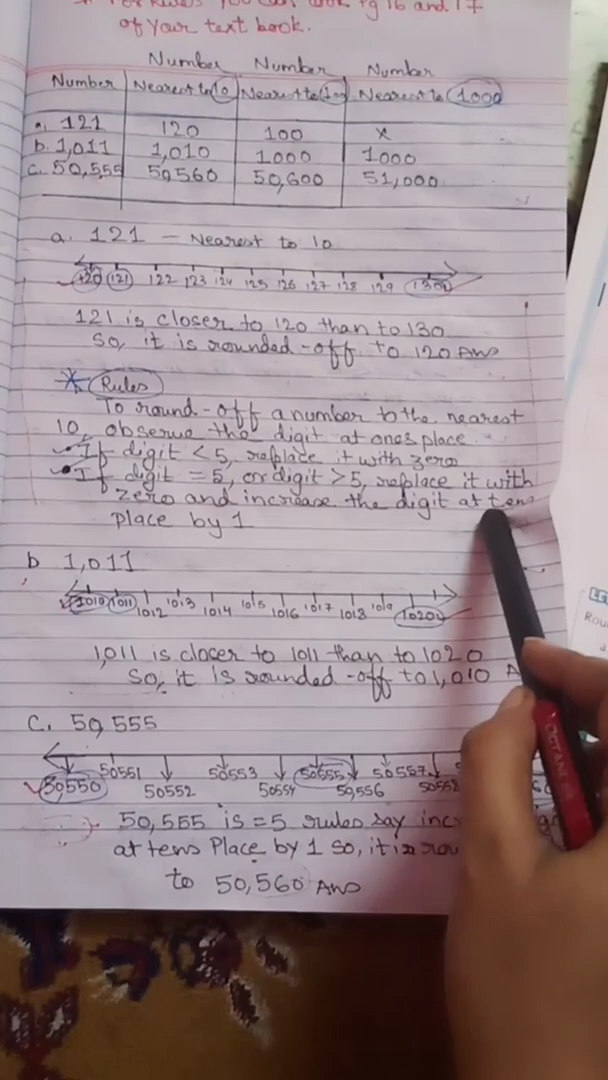 of your text book.
Number Number Number
Number Nearest to 10 Nearest to 100 Nearest to 1000
a. 121 120 100 x
b. 1,011 1,010 1000 1000
c. 50,555 50,560 50,600 51,000
a. 121 — Nearest to 10
120 121 122 123 124 125 126 127 128 129 130
121 is closer to 120 than to 130
So, it is rounded-off to 120 Ans
* Rules
To round-off a number to the nearest
10, observe the digit at ones place.
• If digit < 5, replace it with zero
• If digit = 5, or digit > 5, replace it with
zero and increase the digit at tens
place by 1
b 1,011
1010 1011 1012 1013 1014 1015 1016 1017 1018 1019 1020
1,011 is closer to 1011 than to 1020
So, it is rounded-off to 1,010 A
c. 50,555
50,550 50551 50552 50553 50554 50555 50,556 50557 50558
50,555 is = 5 rules say inc
at tens Place by 1 so, it is rou
to 50,560 Ans